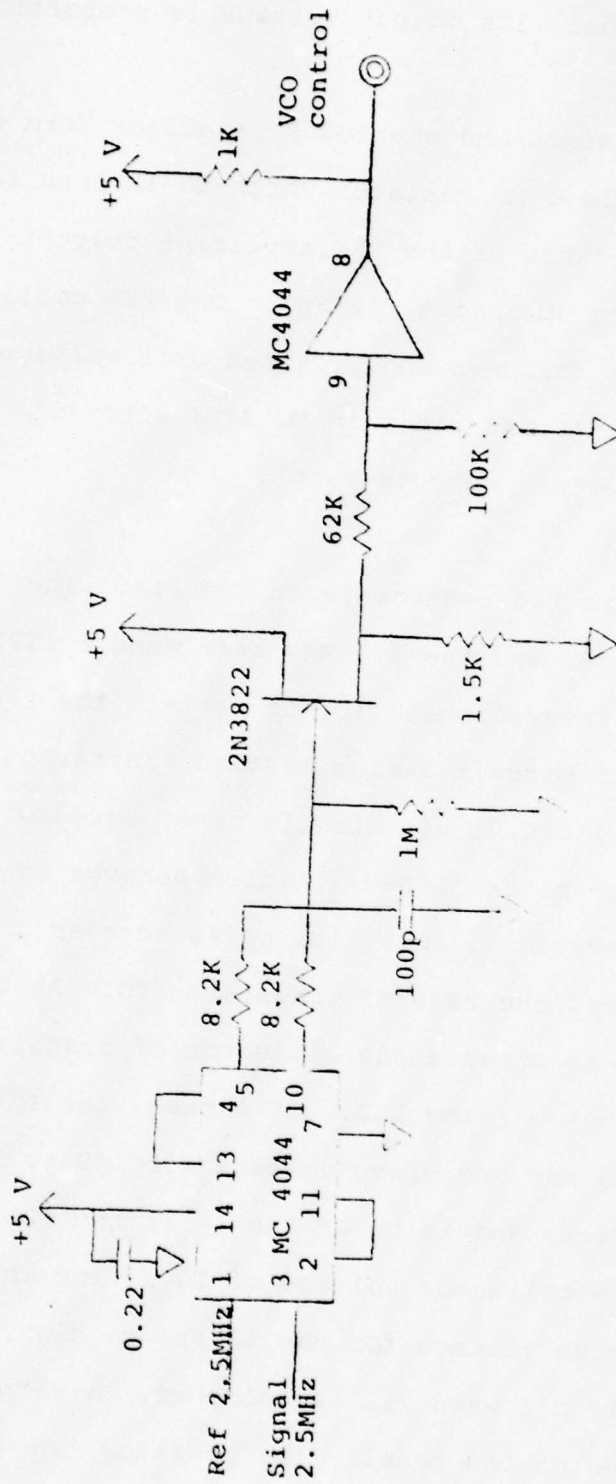 +5 V
0.22
Ref 2,5MHz
Signal
2.5MHz
1
14
13
4
3
MC 4044
5
2
11
7
10
8.2K
8.2K
100p
1M
2N3822
+5 V
1.5K
62K
100K
MC4044
9
8
+5 V
1K
VCO
control